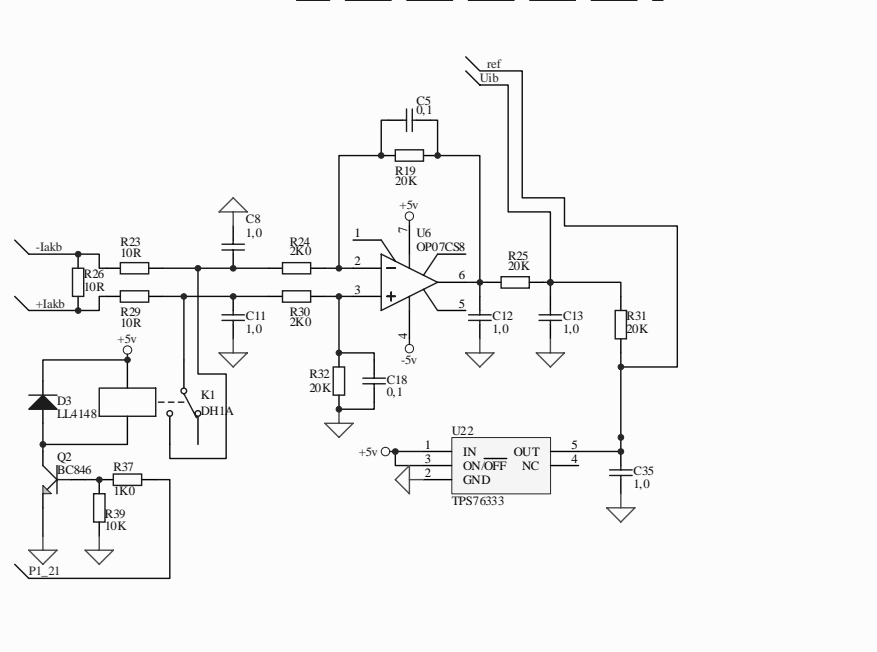 ref
Uib
C5
0,1
R19
20K
+5v
7
U6
OP07CS8
C8
1,0
-Iakb
R23
10R
R24
2K0
1
2
R26
10R
6
R25
20K
+Iakb
R29
10R
C11
1,0
R30
2K0
3
5
4
-5v
C12
1,0
C13
1,0
R31
20K
+5v
D3
LL4148
K1
DH1A
R32
20K
C18
0,1
Q2
BC846
R37
1K0
R39
10K
P1_21
U22
+5v
1 IN OUT 5
3 ON/OFF NC 4
2 GND
TPS76333
C35
1,0